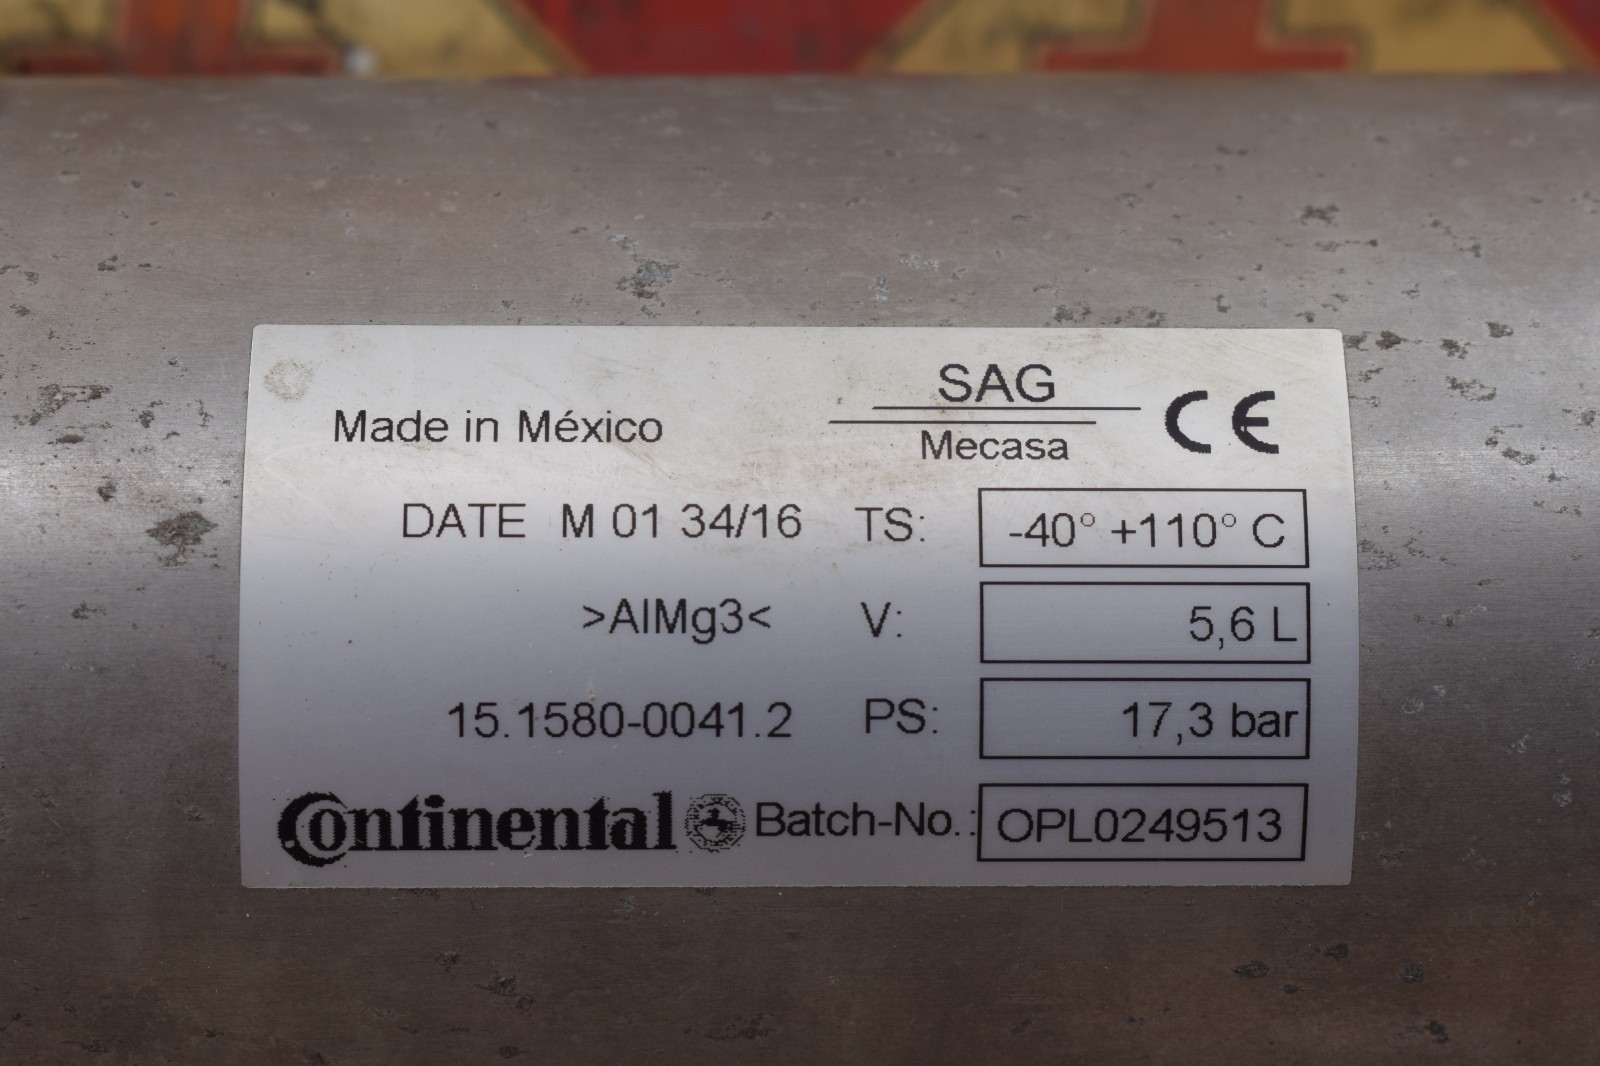 SAG
Made in México
Mecasa
CE
DATE M 01 34/16 TS: -40° +110° C
>AlMg3< V: 5,6 L
15.1580-0041.2 PS: 17,3 bar
Continental Batch-No.: OPL0249513